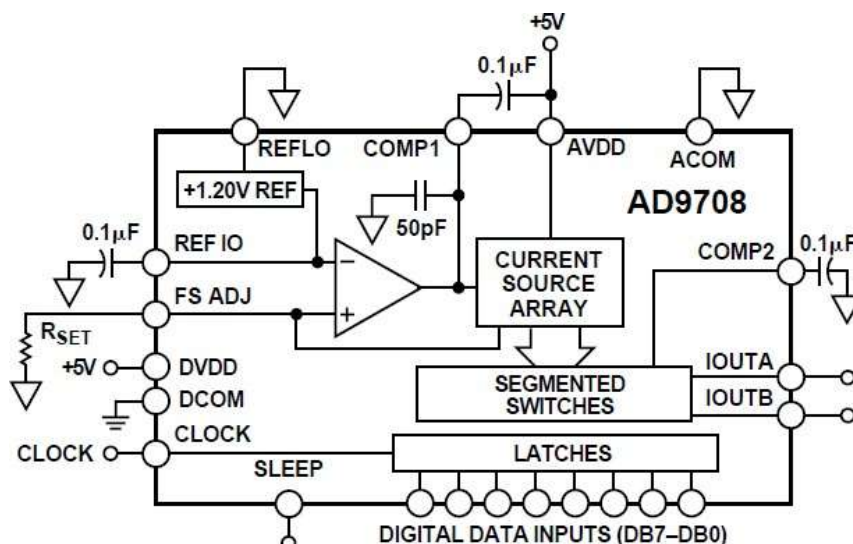 +5V
0.1µF
REFLO
COMP1
AVDD
ACOM
+1.20V REF
50pF
AD9708
0.1µF
REF IO
CURRENT
SOURCE
ARRAY
COMP2
0.1µF
FS ADJ
RSET
+5V
DVDD
DCOM
SEGMENTED
SWITCHES
IOUTA
IOUTB
CLOCK
CLOCK
SLEEP
LATCHES
DIGITAL DATA INPUTS (DB7–DB0)